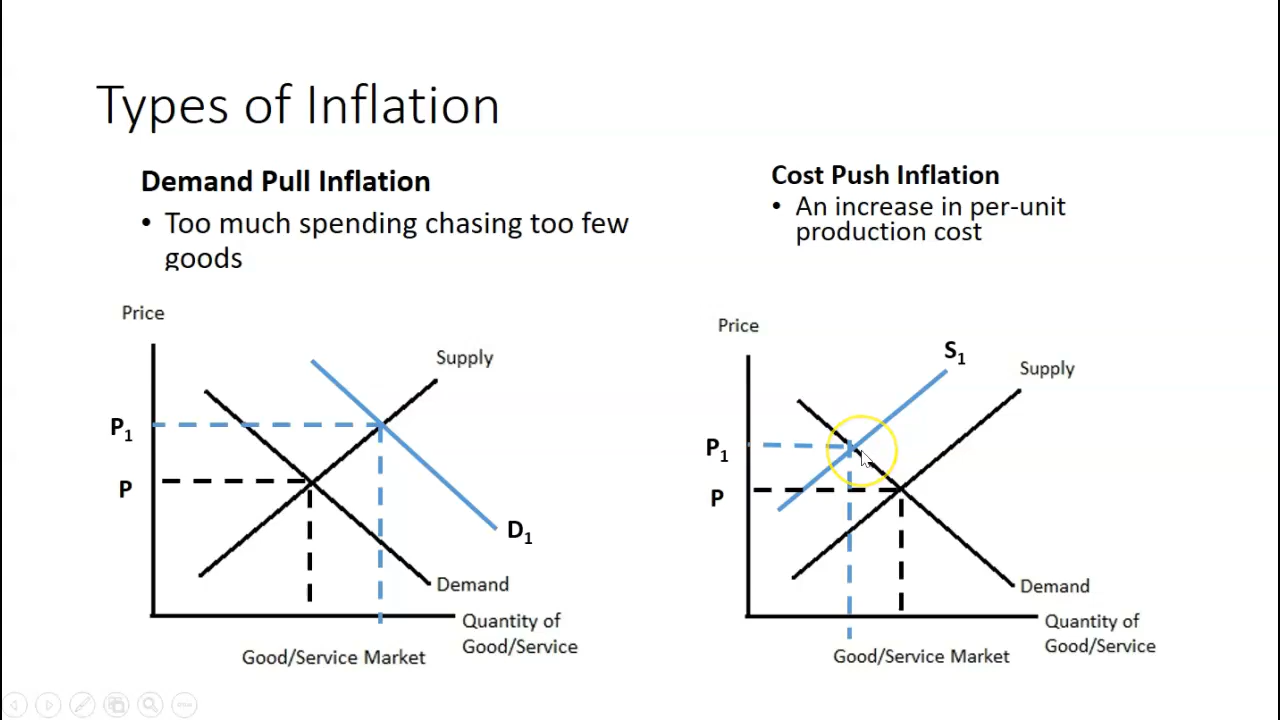 Types of Inflation
Demand Pull Inflation
• Too much spending chasing too few
goods
Price
Supply
P1
P
D1
Demand
Quantity of
Good/Service
Good/Service Market
Cost Push Inflation
• An increase in per-unit
production cost
Price
S1
Supply
P1
P
Demand
Quantity of
Good/Service
Good/Service Market